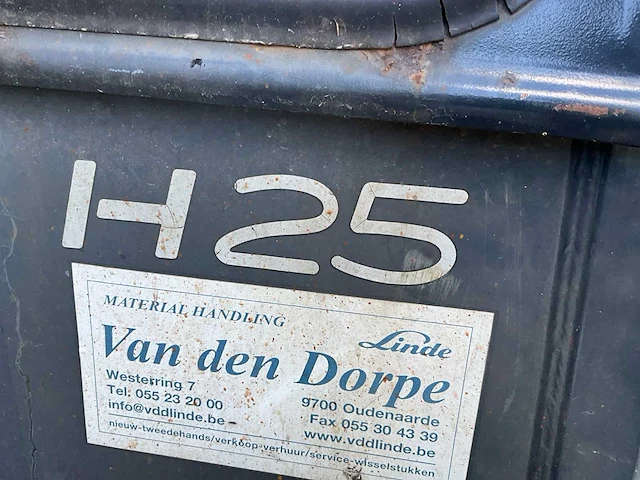 H25
MATERIAL HANDLING
Linde
Van den Dorpe
Westerring 7
9700 Oudenaarde
Tel. 055 23 20 00
Fax 055 30 43 39
info@vddlinde.be
www.vddlinde.be
nieuw-tweedehands/verkoop-verhuur/service-wisselstukken